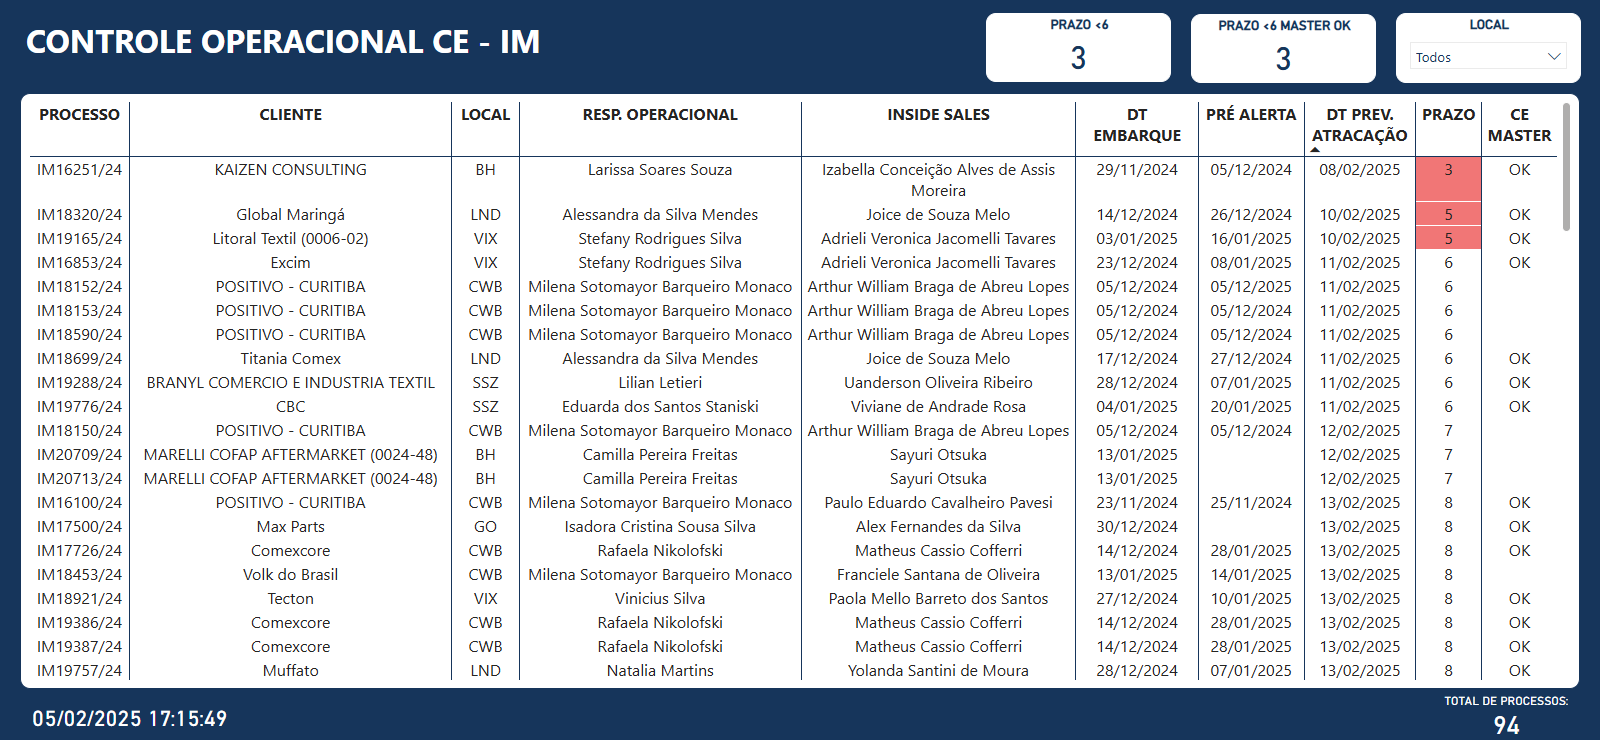 CONTROLE OPERACIONAL CE - IM
PRAZO <6
3
PRAZO <6 MASTER OK
3
LOCAL
Todos
PROCESSO CLIENTE LOCAL RESP. OPERACIONAL INSIDE SALES DT EMBARQUE PRÉ ALERTA DT PREV. ATRACAÇÃO PRAZO CE MASTER
IM16251/24 KAIZEN CONSULTING BH Larissa Soares Souza Izabella Conceição Alves de Assis Moreira 29/11/2024 05/12/2024 08/02/2025 3 OK
IM18320/24 Global Maringá LND Alessandra da Silva Mendes Joice de Souza Melo 14/12/2024 26/12/2024 10/02/2025 5 OK
IM19165/24 Litoral Textil (0006-02) VIX Stefany Rodrigues Silva Adrieli Veronica Jacomelli Tavares 03/01/2025 16/01/2025 10/02/2025 5 OK
IM16853/24 Excim VIX Stefany Rodrigues Silva Adrieli Veronica Jacomelli Tavares 23/12/2024 08/01/2025 11/02/2025 6 OK
IM18152/24 POSITIVO - CURITIBA CWB Milena Sotomayor Barqueiro Monaco Arthur William Braga de Abreu Lopes 05/12/2024 05/12/2024 11/02/2025 6
IM18153/24 POSITIVO - CURITIBA CWB Milena Sotomayor Barqueiro Monaco Arthur William Braga de Abreu Lopes 05/12/2024 05/12/2024 11/02/2025 6
IM18590/24 POSITIVO - CURITIBA CWB Milena Sotomayor Barqueiro Monaco Arthur William Braga de Abreu Lopes 05/12/2024 05/12/2024 11/02/2025 6
IM18699/24 Titania Comex LND Alessandra da Silva Mendes Joice de Souza Melo 17/12/2024 27/12/2024 11/02/2025 6 OK
IM19288/24 BRANYL COMERCIO E INDUSTRIA TEXTIL SSZ Lilian Letieri Uanderson Oliveira Ribeiro 28/12/2024 07/01/2025 11/02/2025 6 OK
IM19776/24 CBC SSZ Eduarda dos Santos Staniski Viviane de Andrade Rosa 04/01/2025 20/01/2025 11/02/2025 6 OK
IM18150/24 POSITIVO - CURITIBA CWB Milena Sotomayor Barqueiro Monaco Arthur William Braga de Abreu Lopes 05/12/2024 05/12/2024 12/02/2025 7
IM20709/24 MARELLI COFAP AFTERMARKET (0024-48) BH Camilla Pereira Freitas Sayuri Otsuka 13/01/2025 12/02/2025 7
IM20713/24 MARELLI COFAP AFTERMARKET (0024-48) BH Camilla Pereira Freitas Sayuri Otsuka 13/01/2025 12/02/2025 7
IM16100/24 POSITIVO - CURITIBA CWB Milena Sotomayor Barqueiro Monaco Paulo Eduardo Cavalheiro Pavesi 23/11/2024 25/11/2024 13/02/2025 8 OK
IM17500/24 Max Parts GO Isadora Cristina Sousa Silva Alex Fernandes da Silva 30/12/2024 13/02/2025 8 OK
IM17726/24 Comexcore CWB Rafaela Nikolofski Matheus Cassio Cofferri 14/12/2024 28/01/2025 13/02/2025 8 OK
IM18453/24 Volk do Brasil CWB Milena Sotomayor Barqueiro Monaco Franciele Santana de Oliveira 13/01/2025 14/01/2025 13/02/2025 8
IM18921/24 Tecton VIX Vinicius Silva Paola Mello Barreto dos Santos 27/12/2024 10/01/2025 13/02/2025 8 OK
IM19386/24 Comexcore CWB Rafaela Nikolofski Matheus Cassio Cofferri 14/12/2024 28/01/2025 13/02/2025 8 OK
IM19387/24 Comexcore CWB Rafaela Nikolofski Matheus Cassio Cofferri 14/12/2024 28/01/2025 13/02/2025 8 OK
IM19757/24 Muffato LND Natalia Martins Yolanda Santini de Moura 28/12/2024 07/01/2025 13/02/2025 8 OK
05/02/2025 17:15:49
TOTAL DE PROCESSOS:
94